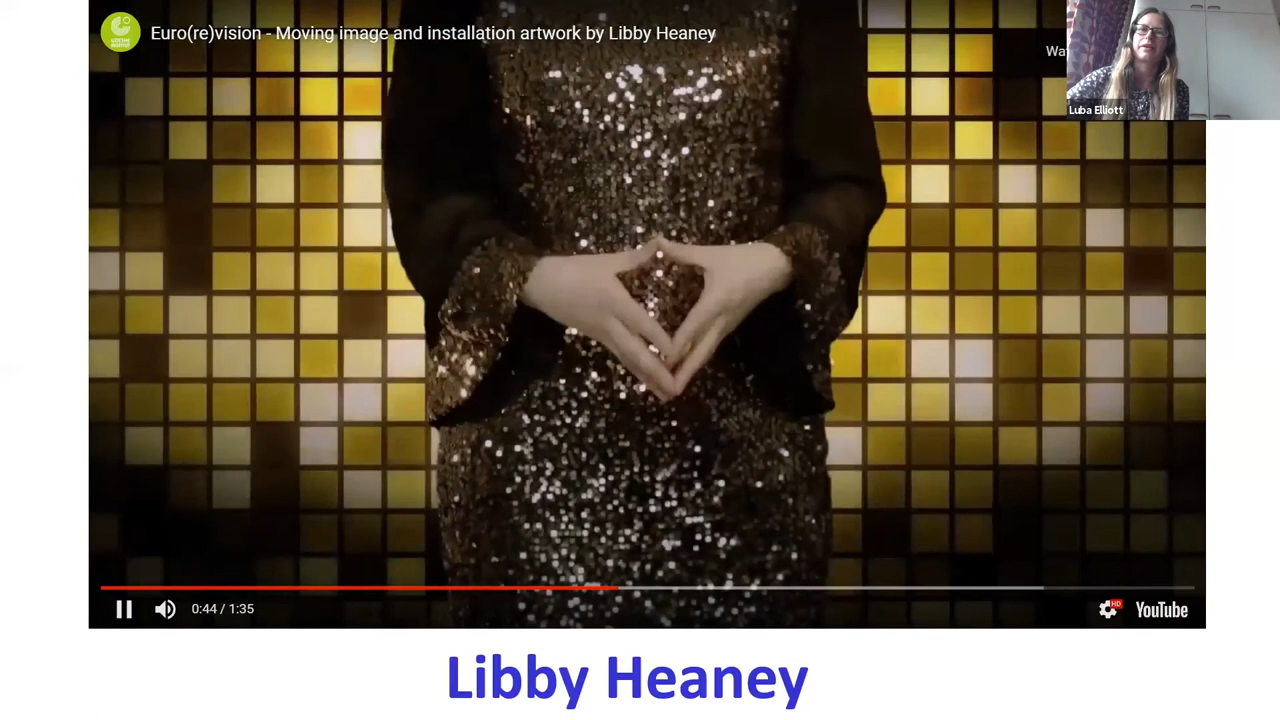 Euro(re)vision - Moving image and installation artwork by Libby Heaney
Luba Elliott
0:44 / 1:35
HD
YouTube
Libby Heaney